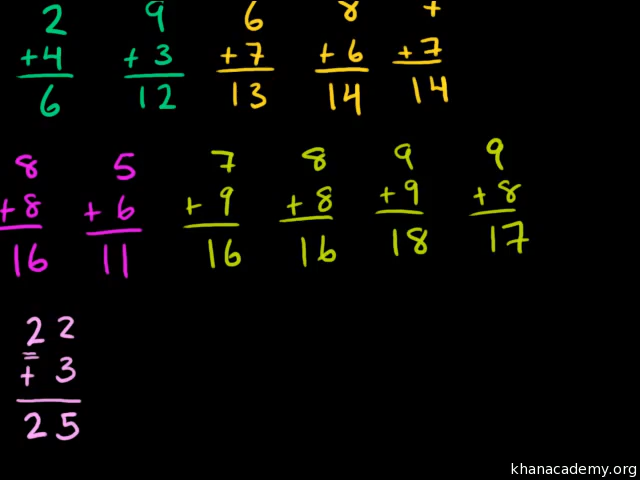 2 9 6 8
+4 + 3 +7 + 6 + 7
6 12 13 14 14
8 5 7 8 9 9
+8 + 6 + 9 + 8 + 9 + 8
16 11 16 16 18 17
22
+ 3
25
khanacademy.org